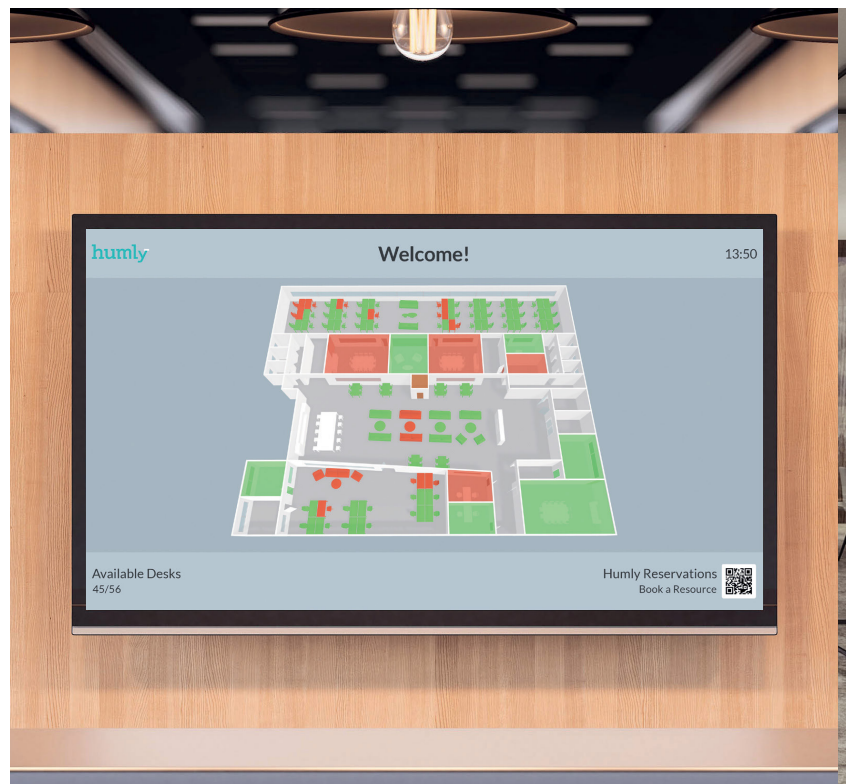 humly
Welcome!
13:50
Available Desks
45/56
Humly Reservations
Book a Resource